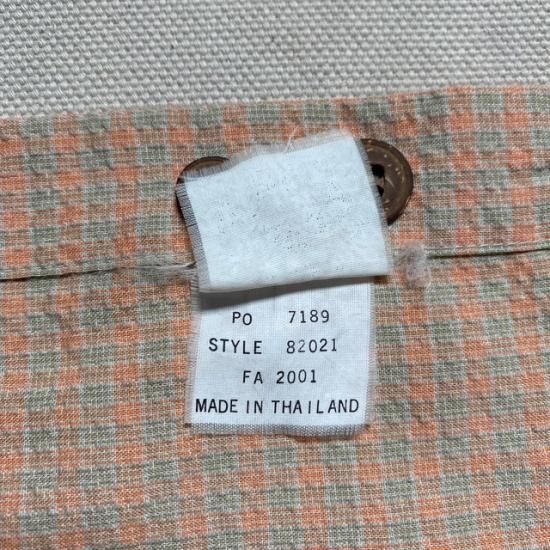 PO 7189
STYLE 82021
FA 2001
MADE IN THAILAND